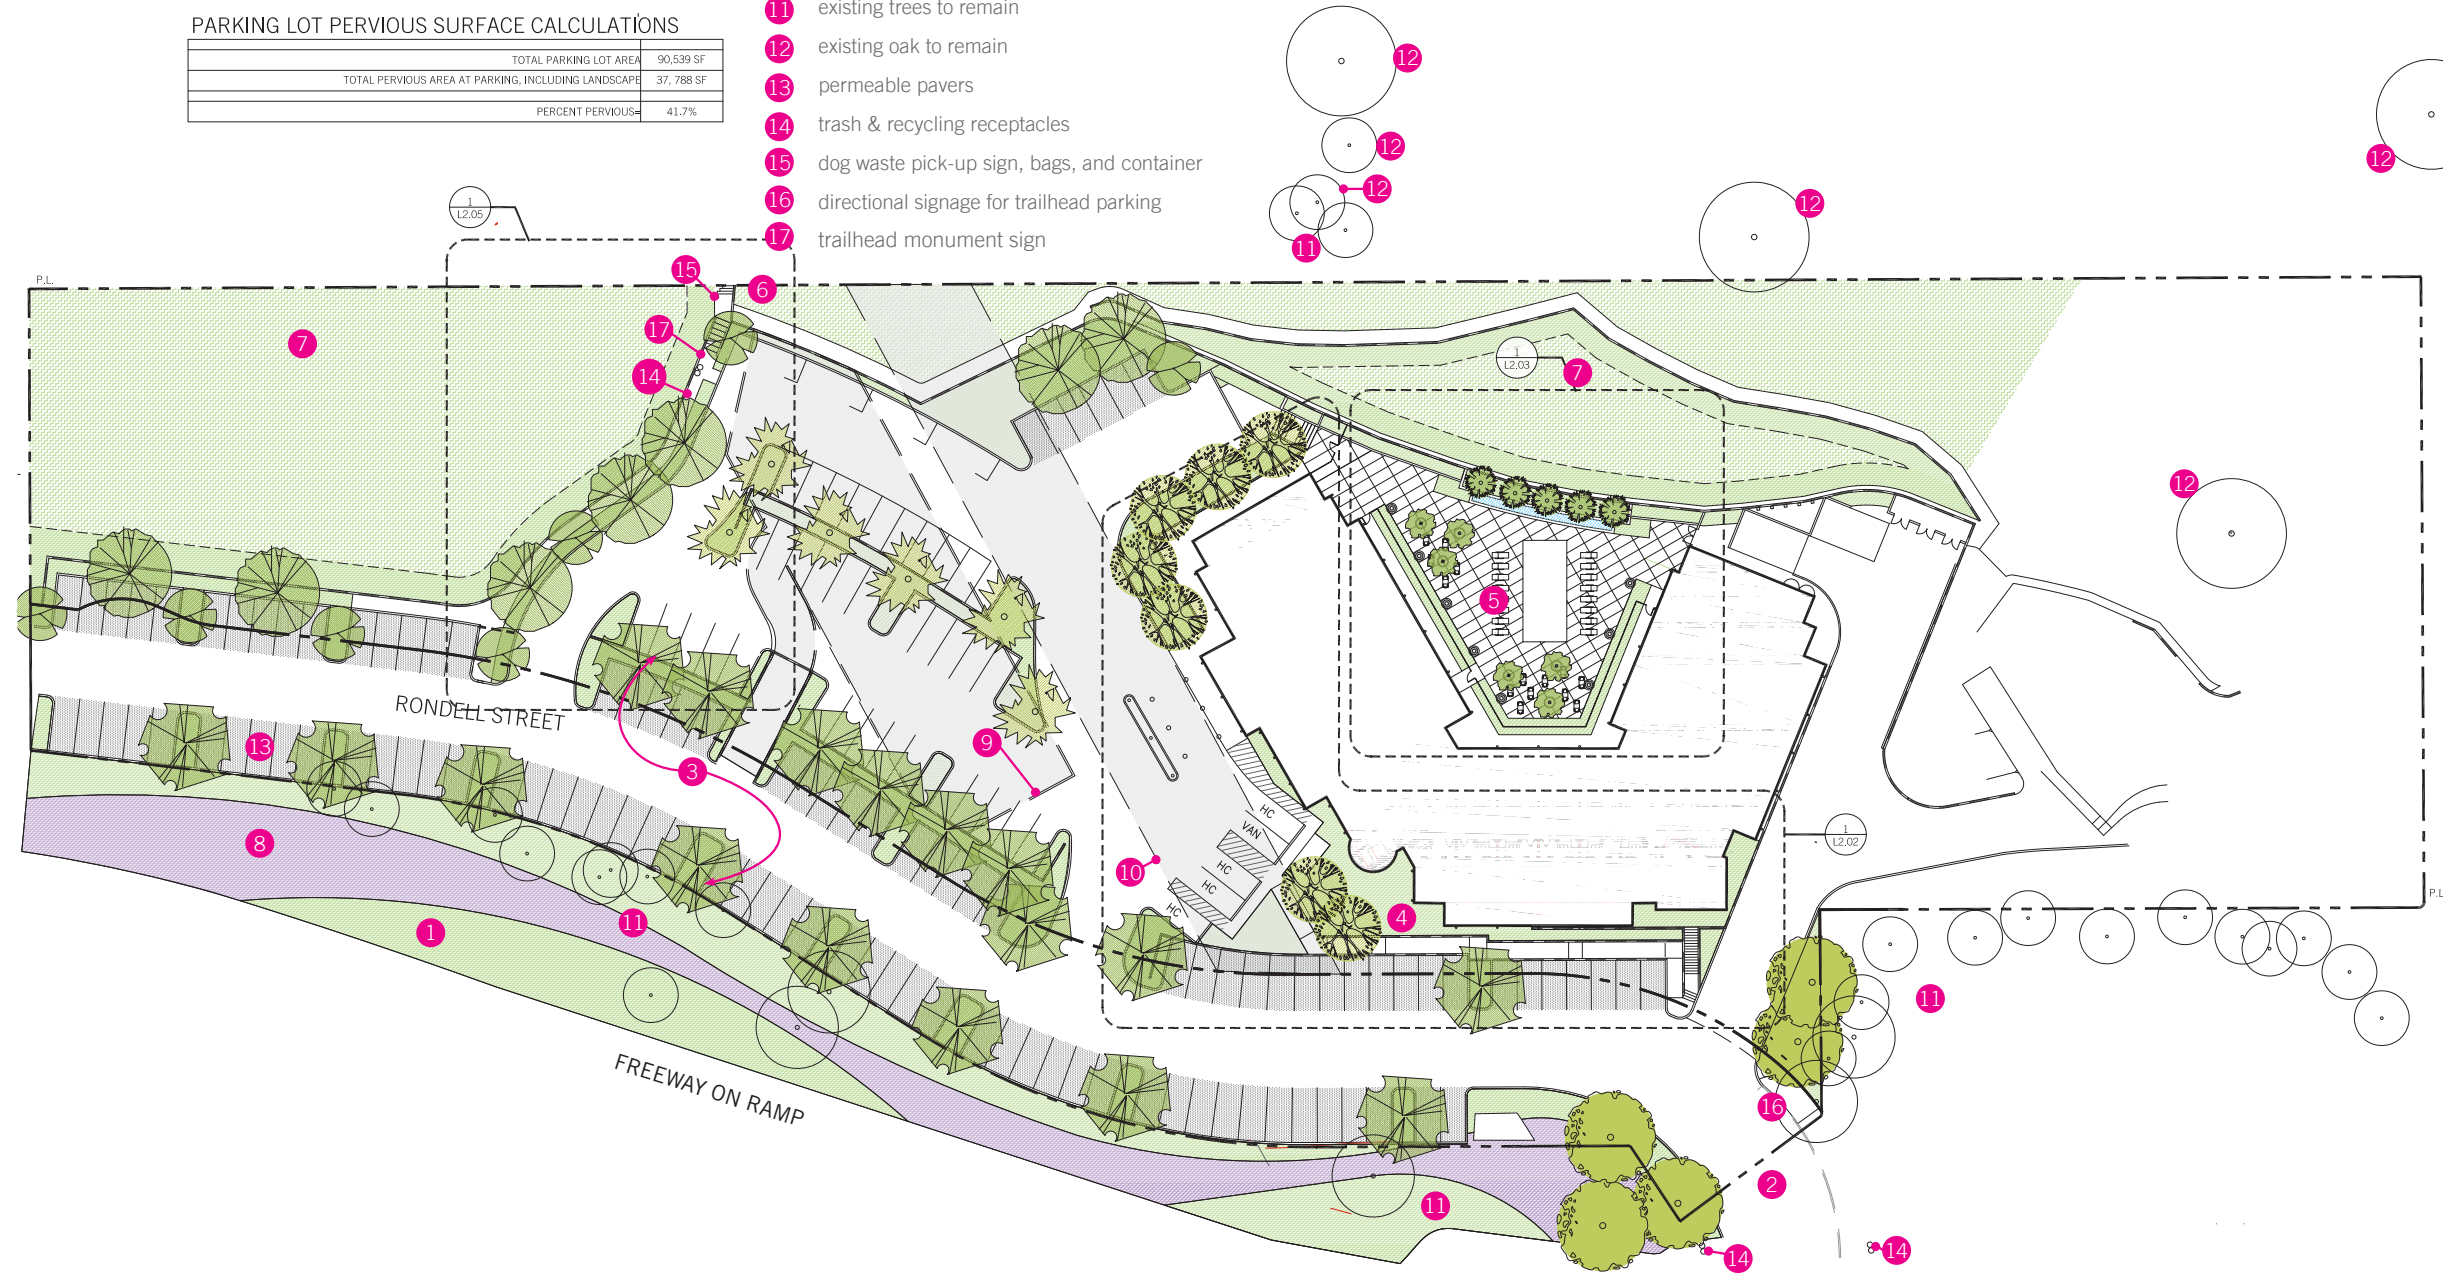 PARKING LOT PERVIOUS SURFACE CALCULATIONS
TOTAL PARKING LOT AREA 90,539 SF
TOTAL PERVIOUS AREA AT PARKING, INCLUDING LANDSCAPE 37, 788 SF
PERCENT PERVIOUS= 41.7%
11 existing trees to remain
12 existing oak to remain
13 permeable pavers
14 trash & recycling receptacles
15 dog waste pick-up sign, bags, and container
16 directional signage for trailhead parking
17 trailhead monument sign
12
12
12
12
12
11
1
L2.05
P.L.
15
6
7
17
14
1
L2.03
7
12
5
RONDELL STREET
13
9
3
HC
VAN
HC
HC
HC
1
L2.02
8
10
4
P.L.
11
1
11
FREEWAY ON RAMP
16
2
11
14
14